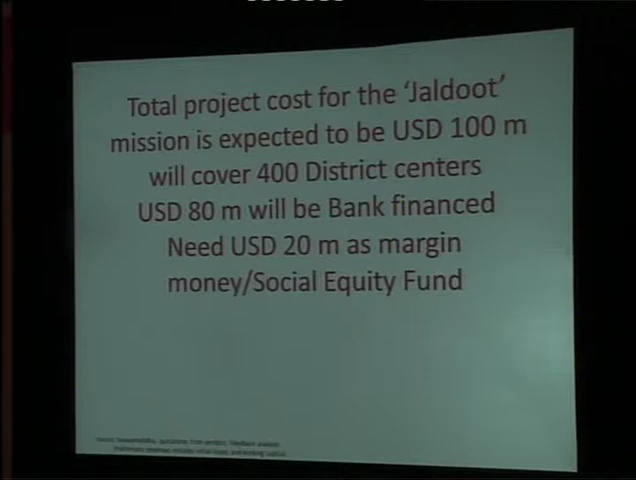 Total project cost for the 'Jaldoot'
mission is expected to be USD 100 m
will cover 400 District centers
USD 80 m will be Bank financed
Need USD 20 m as margin
money/Social Equity Fund